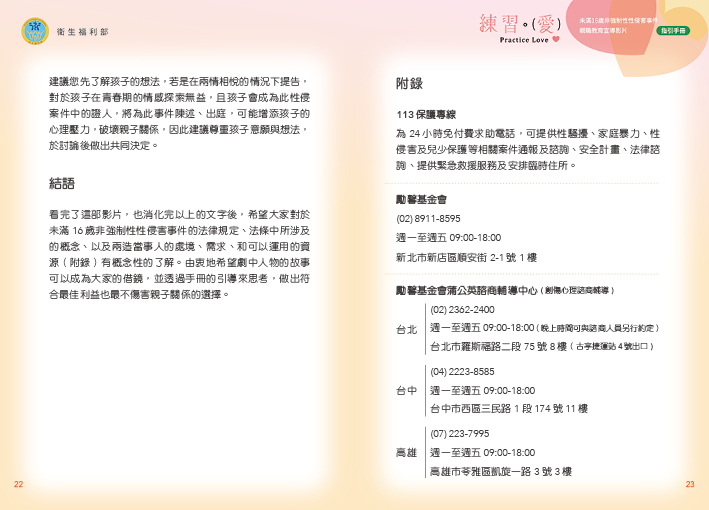 衛生福利部
練習。(愛)
Practice Love
未滿16歲非強制性性侵害事件
親職教育宣導影片
指引手冊
建議您先了解孩子的想法，若是在兩情相悅的情況下提告，
對於孩子在青春期的情感探索無益，且孩子會成為此性侵
案件中的證人，將為此事件陳述、出庭，可能增添孩子的
心理壓力，破壞親子關係，因此建議尊重孩子意願與想法，
於討論後做出共同決定。
結語
看完了這部影片，也消化完以上的文字後，希望大家對於
未滿 16 歲非強制性性侵害事件的法律規定、法條中所涉及
的概念、以及兩造當事人的處境、需求、和可以運用的資
源（附錄）有概念性的了解。由衷地希望劇中人物的故事
可以成為大家的借鏡，並透過手冊的引導來思考，做出符
合最佳利益也最不傷害親子關係的選擇。
22
附錄
113 保護專線
為 24 小時免付費求助電話，可提供性騷擾、家庭暴力、性
侵害及兒少保護等相關案件通報及諮詢、安全計畫、法律諮
詢、提供緊急救援服務及安排臨時住所。
勵馨基金會
(02) 8911-8595
週一至週五 09:00-18:00
新北市新店區順安街 2-1 號 1 樓
勵馨基金會蒲公英諮商輔導中心（創傷心理諮商輔導）
台北
(02) 2362-2400
週一至週五 09:00-18:00（晚上時間可與諮商人員另行約定）
台北市羅斯福路二段 75 號 8 樓（古亭捷運站 4 號出口）
台中
(04) 2223-8585
週一至週五 09:00-18:00
台中市西區三民路 1 段 174 號 11 樓
高雄
(07) 223-7995
週一至週五 09:00-18:00
高雄市苓雅區凱旋一路 3 號 3 樓
23